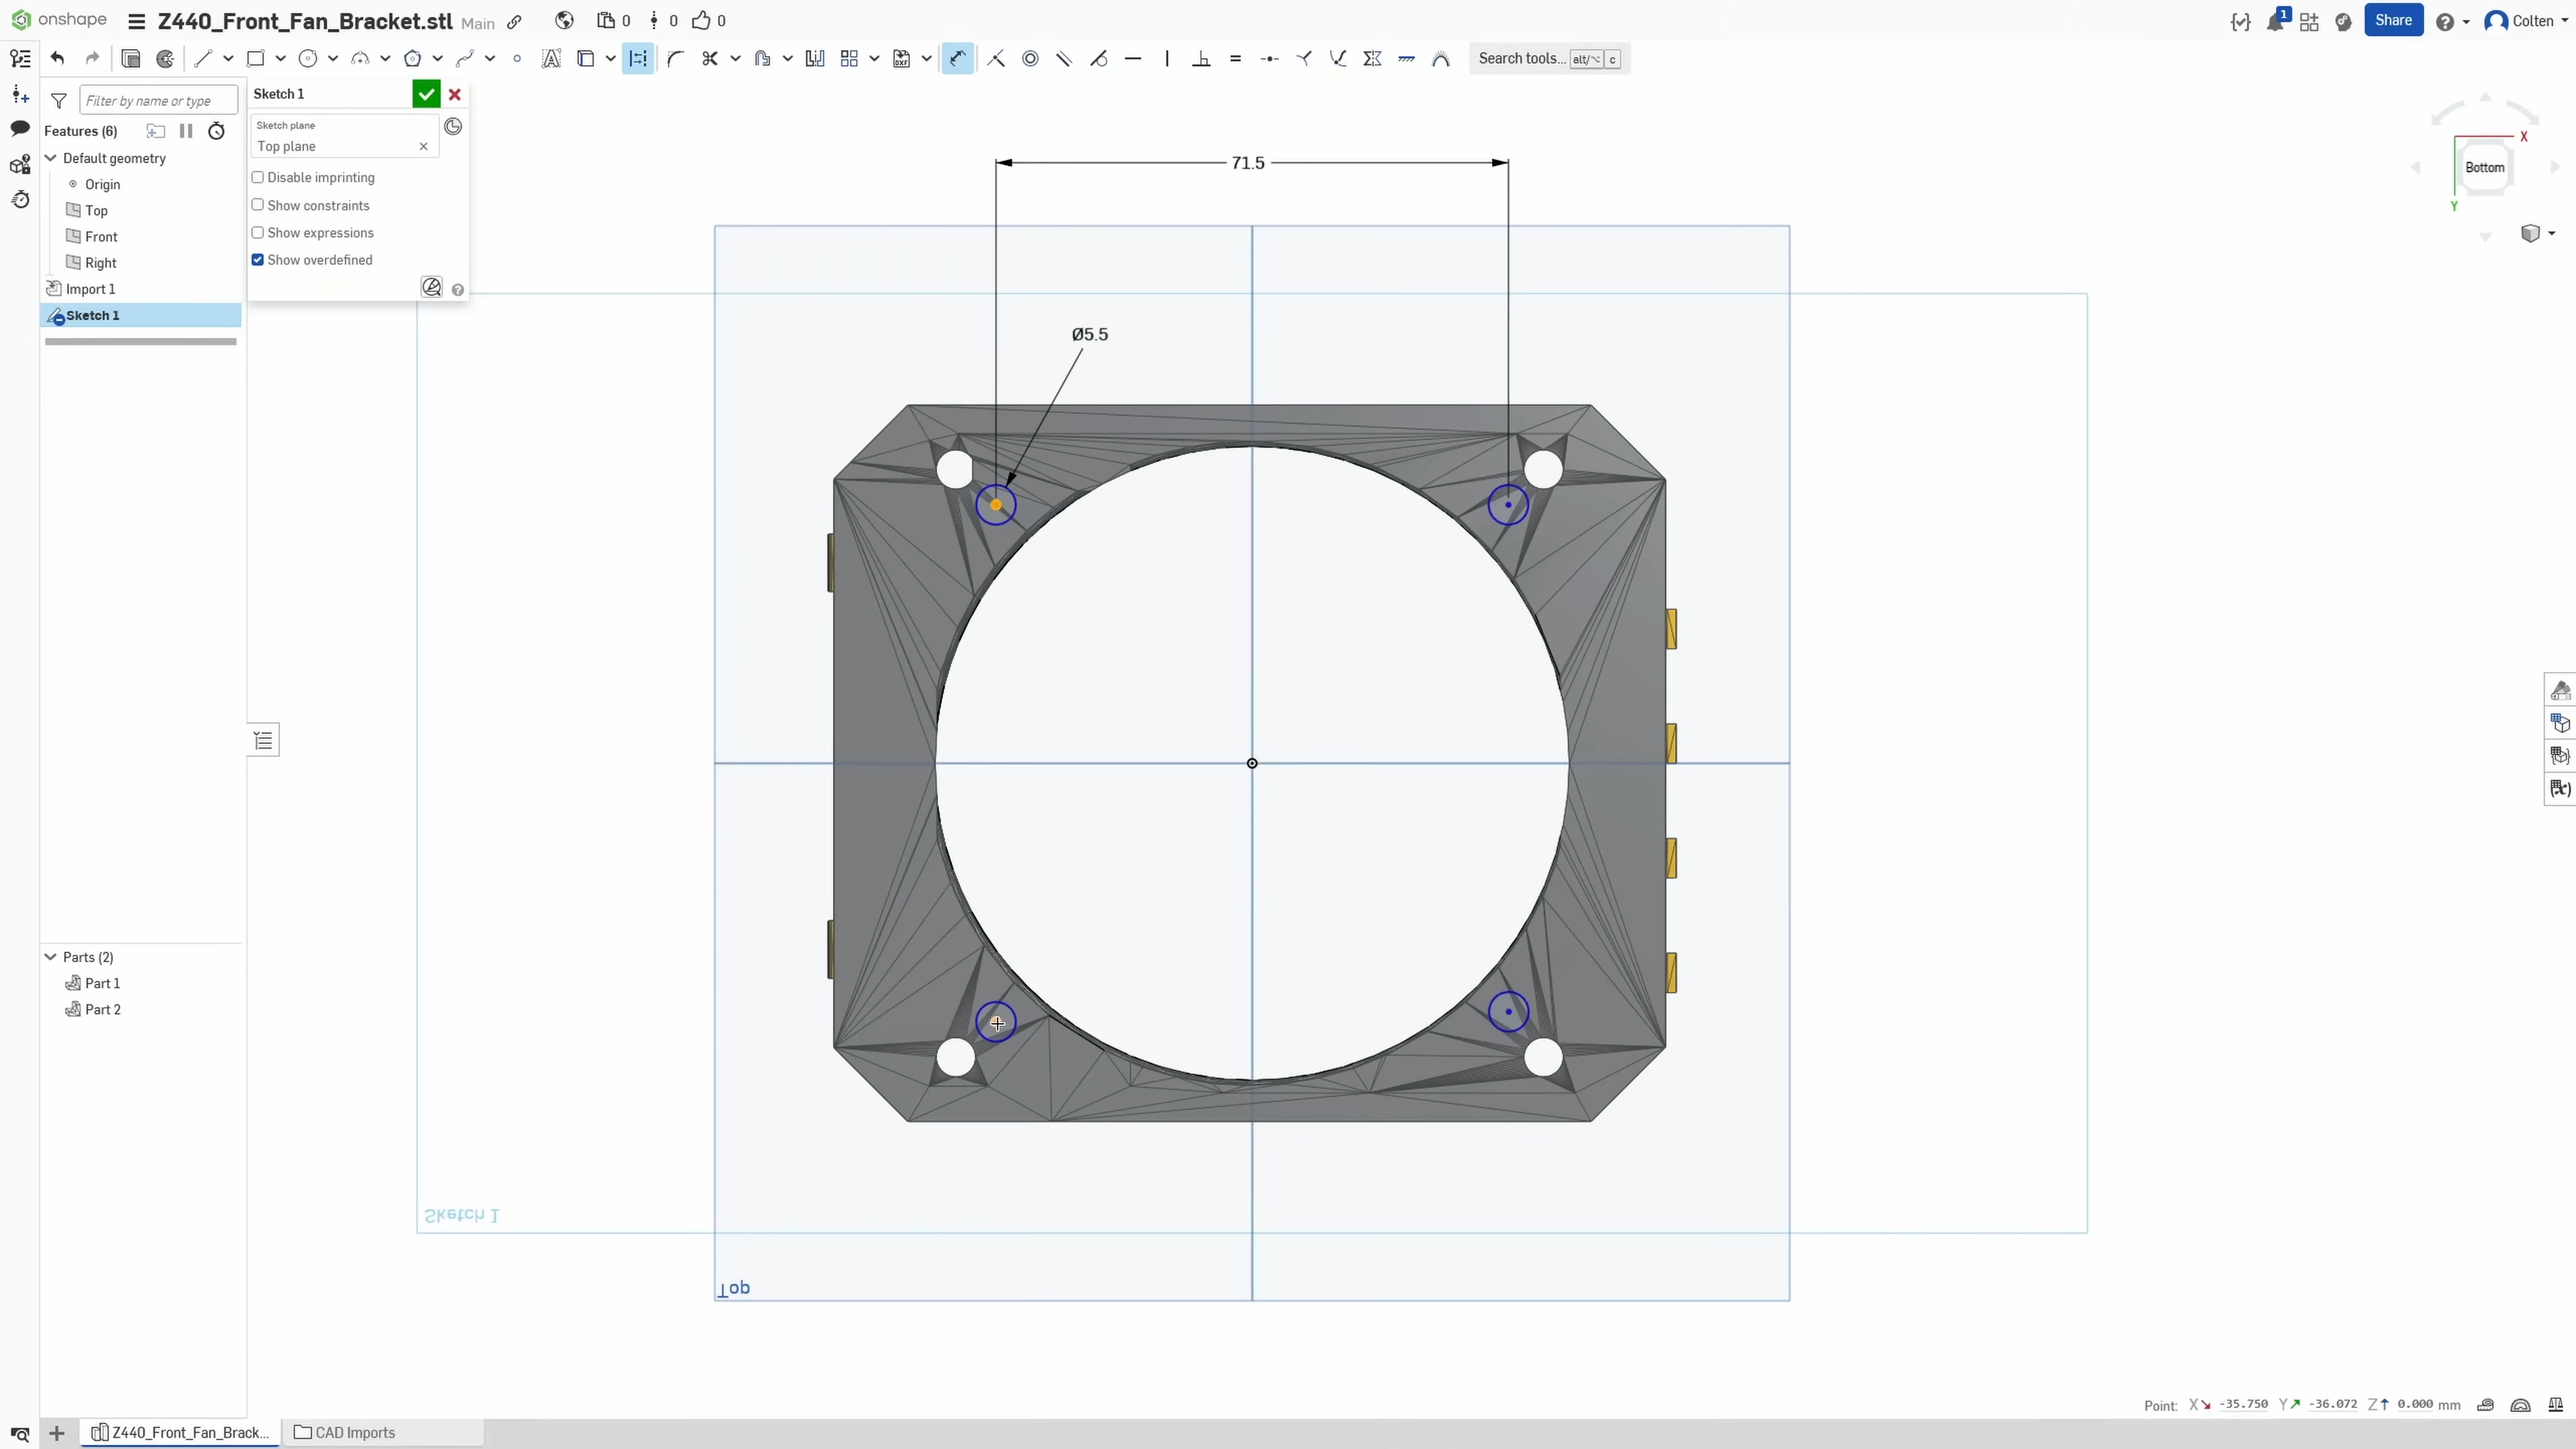 onshape Z440_Front_Fan_Bracket.stl Main 0 0 0 1 Share Colten
Search tools... alt/⌥ c
Filter by name or type
Features (6)
Default geometry
Origin
Top
Front
Right
Import 1
Sketch 1
Sketch 1
Sketch plane
Top plane
Disable imprinting
Show constraints
Show expressions
Show overdefined
71.5
Ø5.5
X
Bottom
Y
Sketch 1
Top
Parts (2)
Part 1
Part 2
Point: X -35.750 Y -36.072 Z 0.000 mm
Z440_Front_Fan_Brack... CAD Imports